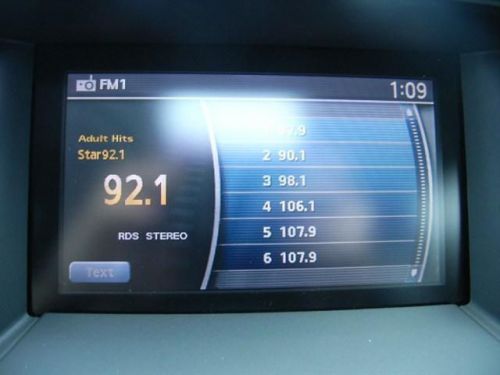 FM1
1:09
Adult Hits
Star92.1
92.1
RDS STEREO
Text
2 90.1
3 98.1
4 106.1
5 107.9
6 107.9